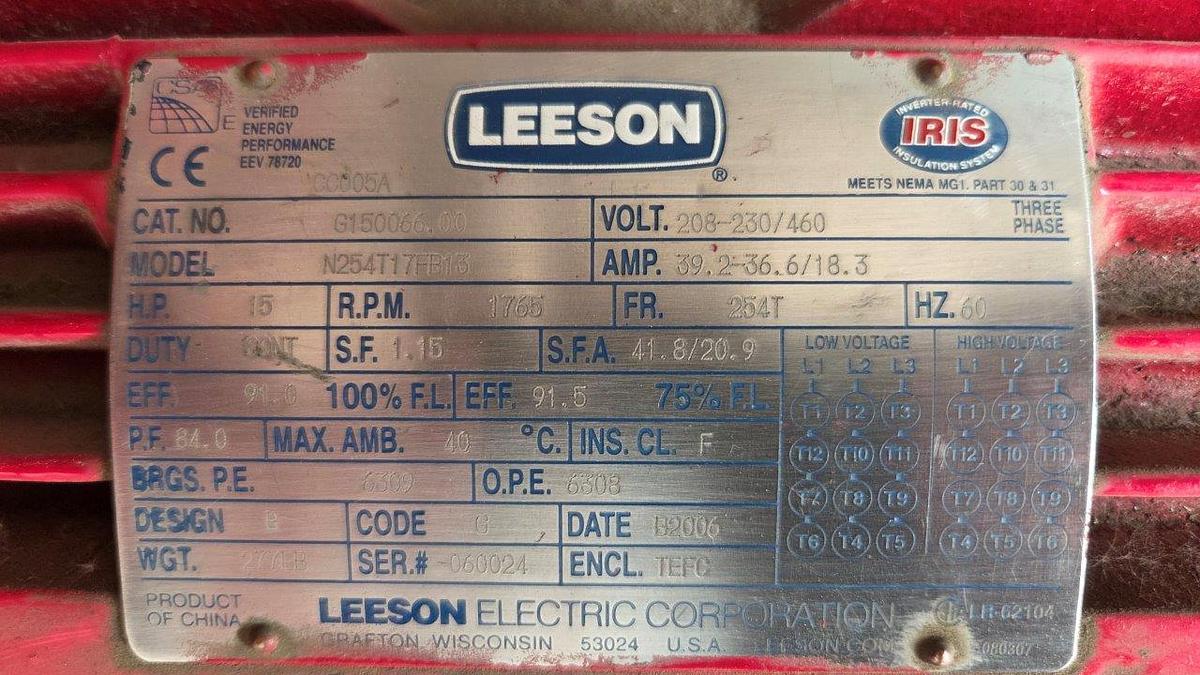 CSA
E
VERIFIED
ENERGY
PERFORMANCE
EEV 78720
CE
LEESON
®
INVERTER RATED
IRIS
INSULATION SYSTEM
MEETS NEMA MG1. PART 30 & 31
CC005A
CAT. NO. G150066.00 VOLT. 208-230/460 THREE PHASE
MODEL N254T17FB13 AMP. 39.2-36.6/18.3
H.P. 15 R.P.M. 1765 FR. 254T HZ. 60
DUTY CONT S.F. 1.15 S.F.A. 41.8/20.9
EFF. 91.0 100% F.L. EFF. 91.5 75% F.L.
P.F. 84.0 MAX. AMB. 40 °C. INS. CL. F
BRGS. P.E. 6309 O.P.E. 6308
DESIGN B CODE G DATE
WGT. SER.# 060024 ENCL. TEFC
LOW VOLTAGE HIGH VOLTAGE
L1 L2 L3 L1 L2 L3
T1 T2 T3 T1 T2 T3
T12 T10 T11 T12 T10 T11
T7 T8 T9 T7 T8 T9
T6 T4 T5 T4 T5 T6
PRODUCT
OF CHINA
LEESON ELECTRIC CORPORATION LR-62104
GRAFTON, WISCONSIN 53024 U.S.A. LEESON.COM 080307